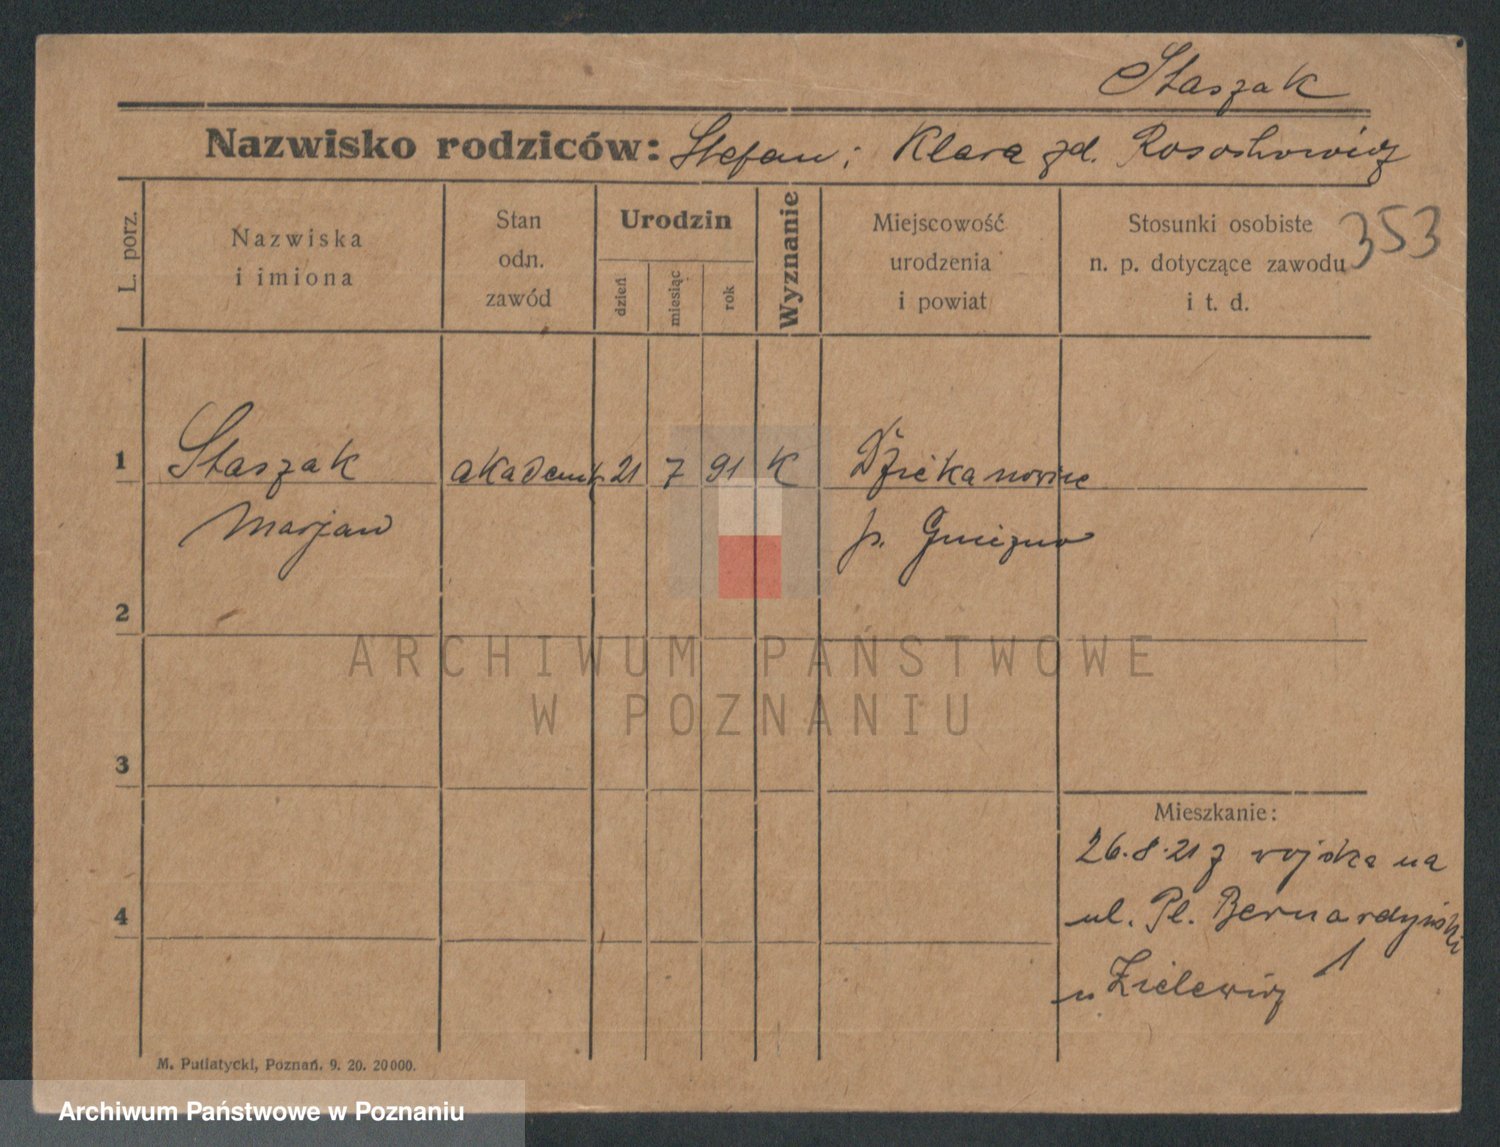 Staszak
Nazwisko rodziców: Stefan; Klara zd. Rososhowicz
L. porz.
Nazwiska
i imiona
Stan
odn.
zawód
Urodzin
dzień
miesiąc
rok
Wyznanie
Miejscowość
urodzenia
i powiat
Stosunki osobiste
n. p. dotyczące zawodu
i t. d.
353
1
Staszak
Marjan
akademik
21
7
91
K
Dziekanowice
p. Gniezno
2
3
4
Mieszkanie:
26.8.21 z wojska na
ul. Pl. Bernardyński
1
u Zielewicz
M. Putiatycki, Poznań. 9. 20. 20000.
ARCHIWUM PAŃSTWOWE
W POZNANIU
Archiwum Państwowe w Poznaniu